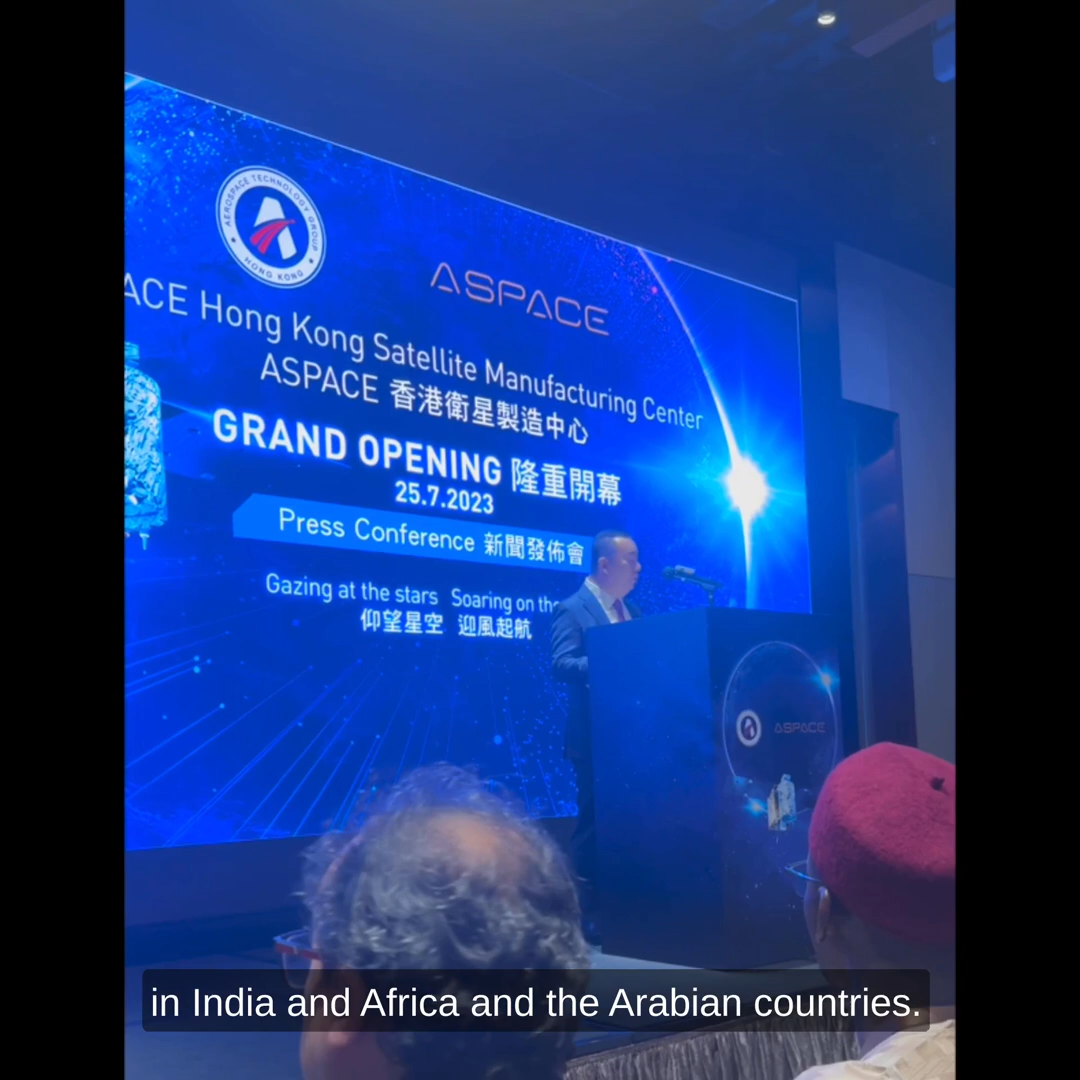 AEROSPACE TECHNOLOGY GROUP
HONG KONG
ASPACE
ACE Hong Kong Satellite Manufacturing Center
ASPACE 香港衛星製造中心
GRAND OPENING 隆重開幕
25.7.2023
Press Conference 新聞發佈會
Gazing at the stars Soaring on the
仰望星空 迎風起航
ASPACE
in India and Africa and the Arabian countries.